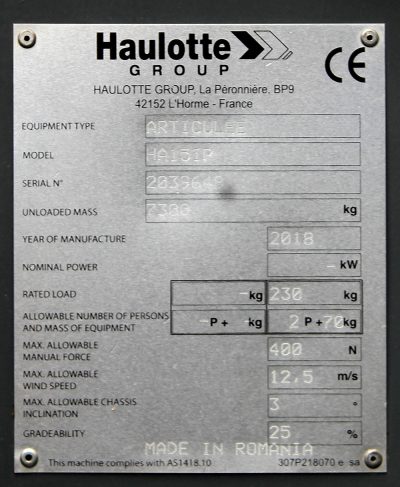 Haulotte
GROUP
CE
HAULOTTE GROUP, La Péronnière, BP9
42152 L'Horme - France
EQUIPMENT TYPE ARTICULEE
MODEL HA15IP
SERIAL N° 2039648
UNLOADED MASS 7300 kg
YEAR OF MANUFACTURE 2018
NOMINAL POWER - kW
RATED LOAD - kg 230 kg
ALLOWABLE NUMBER OF PERSONS
AND MASS OF EQUIPMENT - P + kg 2 P + 70 kg
MAX. ALLOWABLE
MANUAL FORCE 400 N
MAX. ALLOWABLE
WIND SPEED 12,5 m/s
MAX. ALLOWABLE CHASSIS
INCLINATION 3 °
GRADEABILITY 25 %
MADE IN ROMANIA
This machine complies with AS1418.10 307P218070 e sa